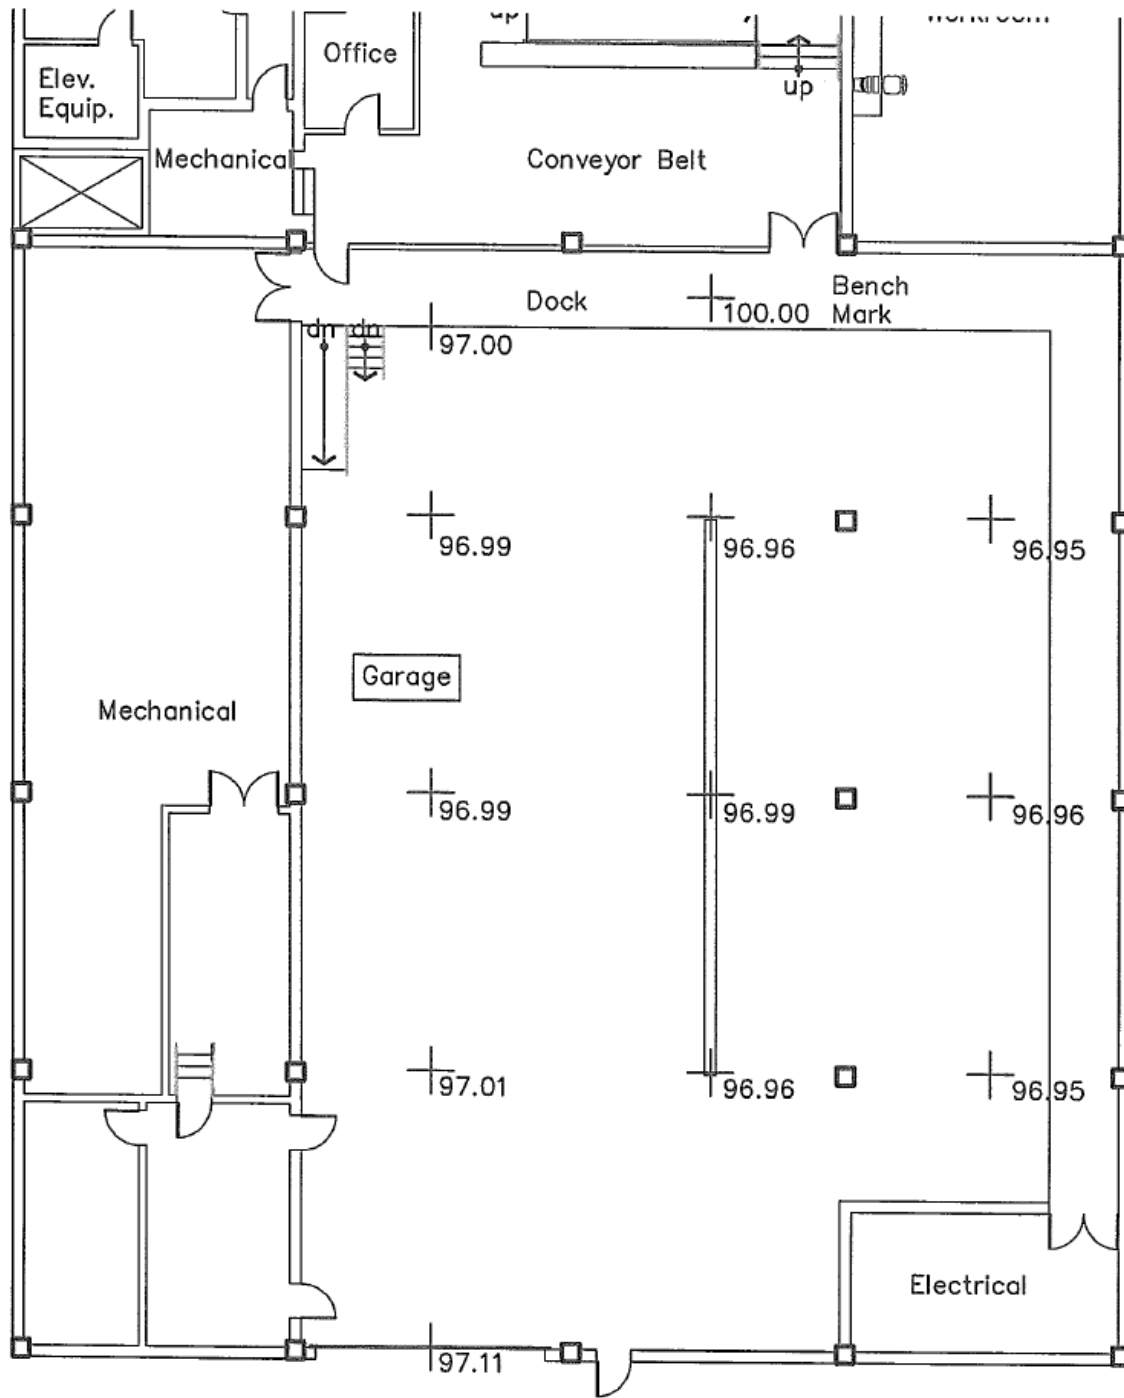 up
workroom
Office
Elev.
Equip.
up
Mechanical
Conveyor Belt
Bench
Mark
Dock
100.00
dn
dn
97.00
96.99
96.96
96.95
Garage
Mechanical
96.99
96.99
96.96
97.01
96.96
96.95
Electrical
97.11